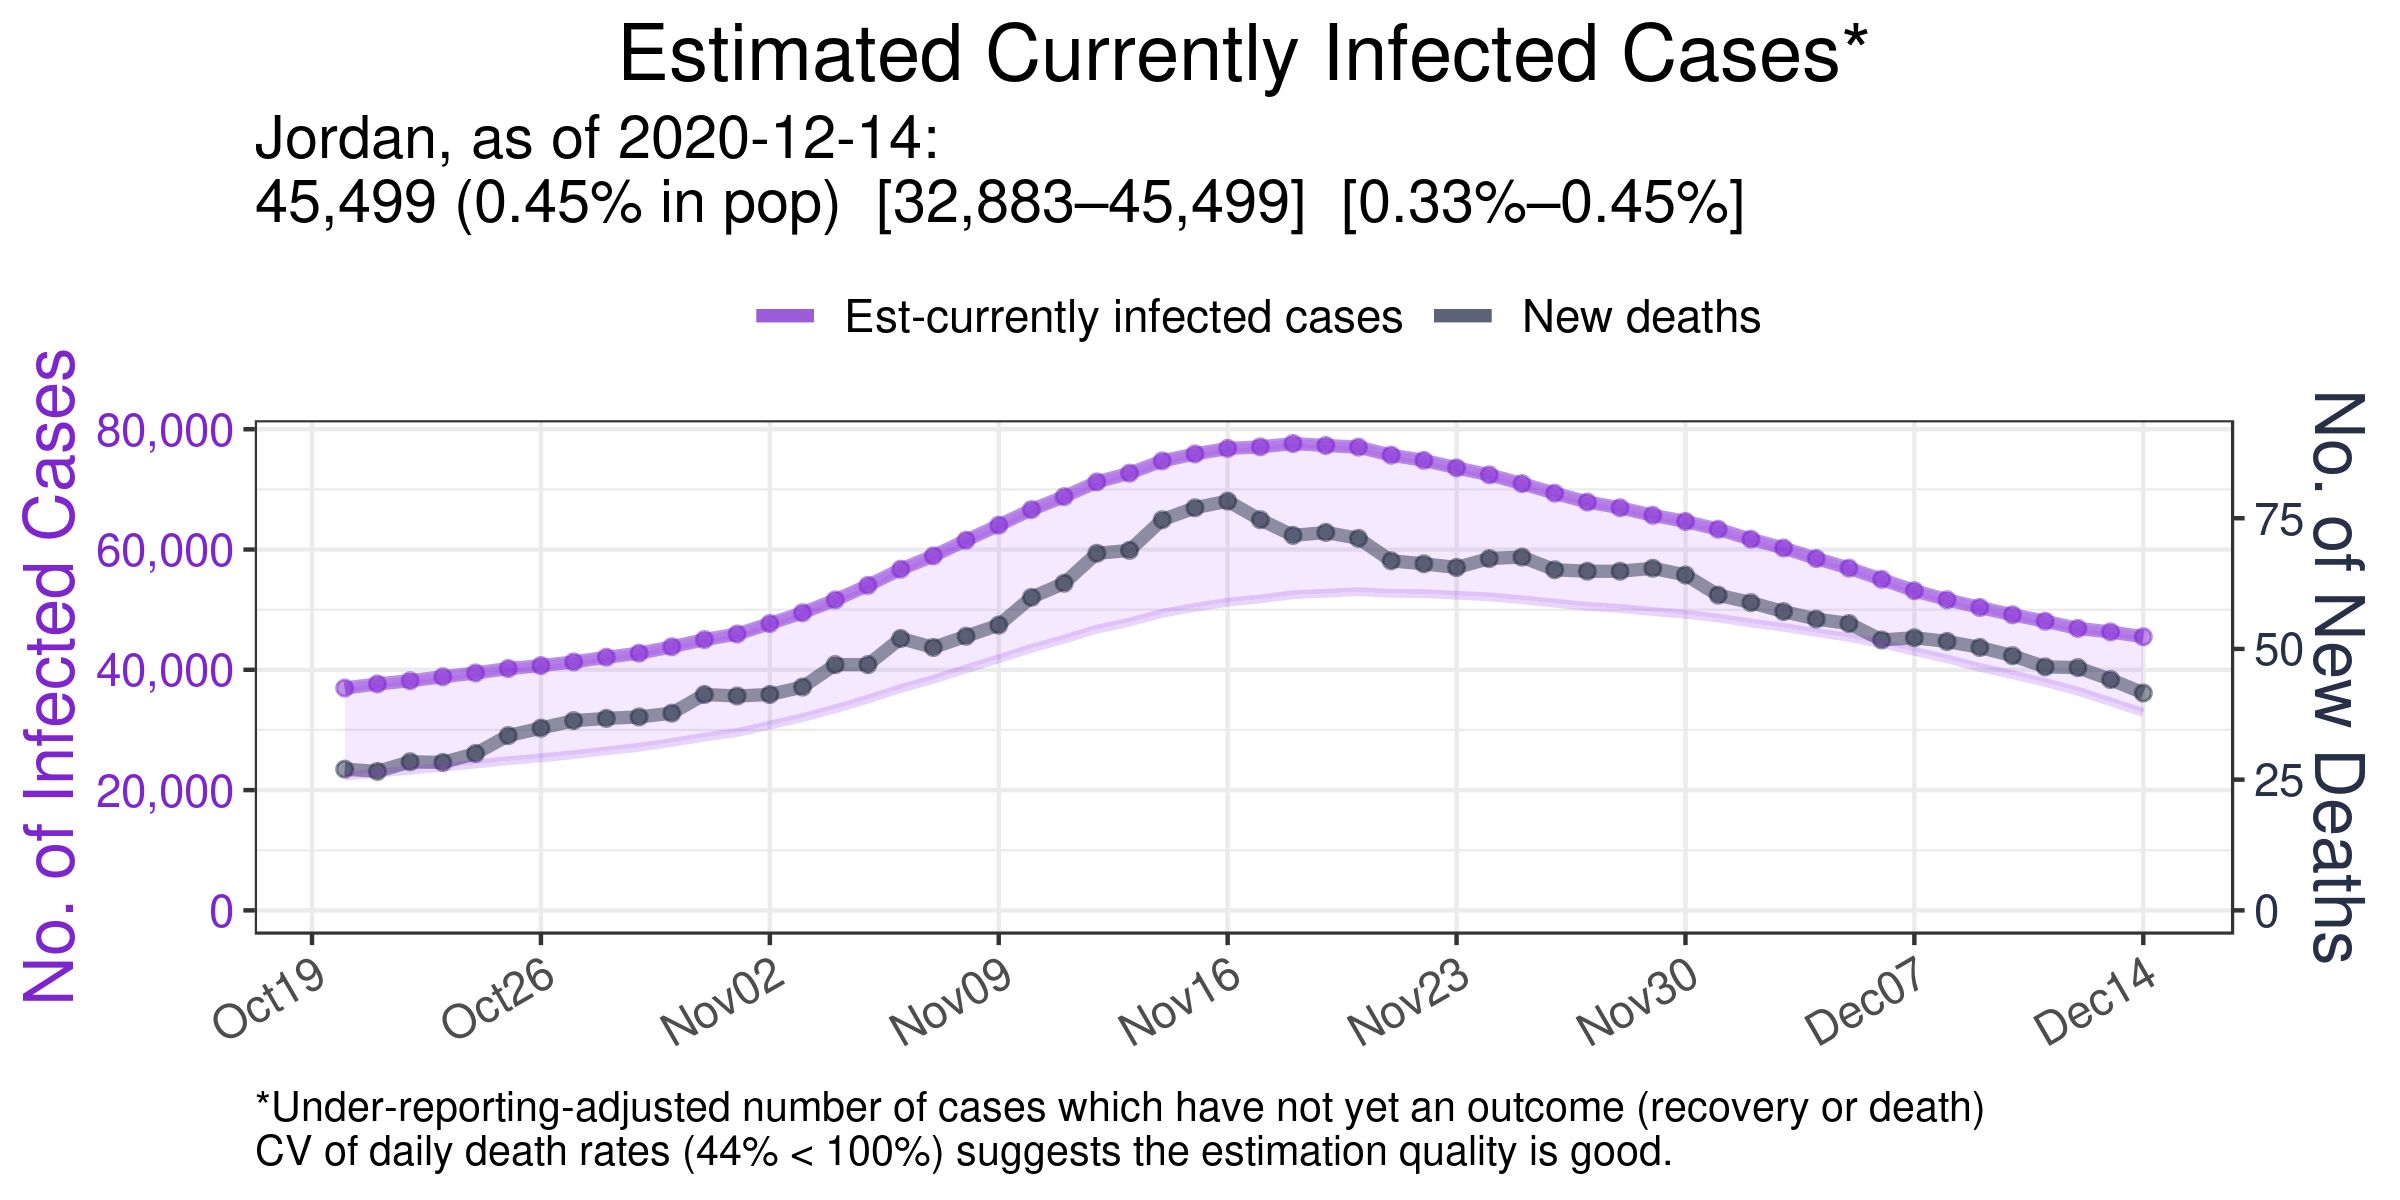 Estimated Currently Infected Cases*
Jordan, as of 2020-12-14:
45,499 (0.45% in pop)  [32,883–45,499]  [0.33%–0.45%]
Est-currently infected cases
New deaths
No. of Infected Cases
80,000
60,000
40,000
20,000
0
75
50
25
0
No. of New Deaths
Oct19
Oct26
Nov02
Nov09
Nov16
Nov23
Nov30
Dec07
Dec14
*Under-reporting-adjusted number of cases which have not yet an outcome (recovery or death)
CV of daily death rates (44% < 100%) suggests the estimation quality is good.